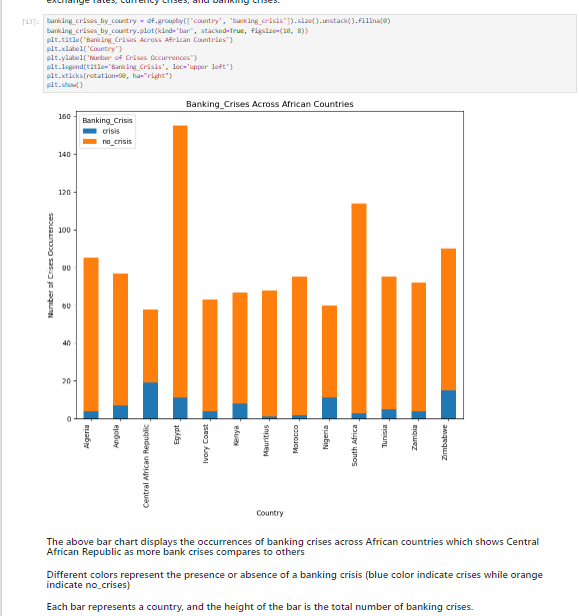 exchange rates, currency crises, and banking crises.
[13]: banking_crises_by_country = df.groupby(['country', 'banking_crisis']).size().unstack().fillna(0)
banking_crises_by_country.plot(kind='bar', stacked=True, figsize=(10, 8))
plt.title('Banking_Crises Across African Countries')
plt.xlabel('Country')
plt.ylabel('Number of Crises Occurrences')
plt.legend(title='Banking_Crisis', loc='upper left')
plt.xticks(rotation=90, ha="right")
plt.show()
Banking_Crises Across African Countries
Banking_Crisis
crisis
no_crisis
160
140
120
100
80
60
40
20
0
Number of Crises Occurrences
Algeria
Angola
Central African Republic
Egypt
Ivory Coast
Kenya
Mauritius
Morocco
Nigeria
South Africa
Tunisia
Zambia
Zimbabwe
Country
The above bar chart displays the occurrences of banking crises across African countries which shows Central
African Republic as more bank crises compares to others
Different colors represent the presence or absence of a banking crisis (blue color indicate crises while orange
indicate no_crises)
Each bar represents a country, and the height of the bar is the total number of banking crises.